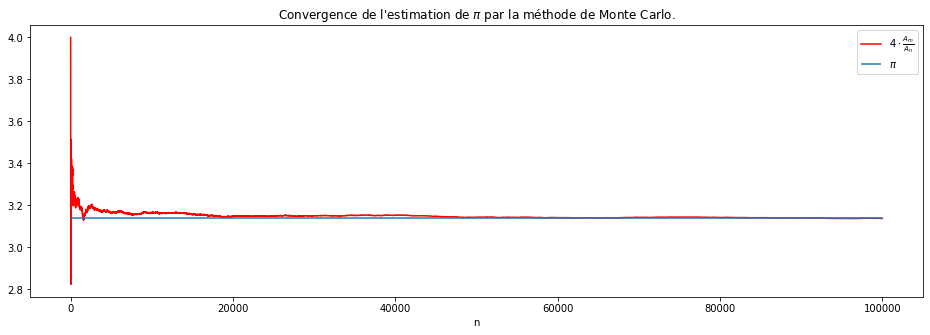 Convergence de l'estimation de π par la méthode de Monte Carlo.
4.0
3.8
3.6
3.4
3.2
3.0
2.8
4 · A_m/A_n
π
0 20000 40000 60000 80000 100000
n